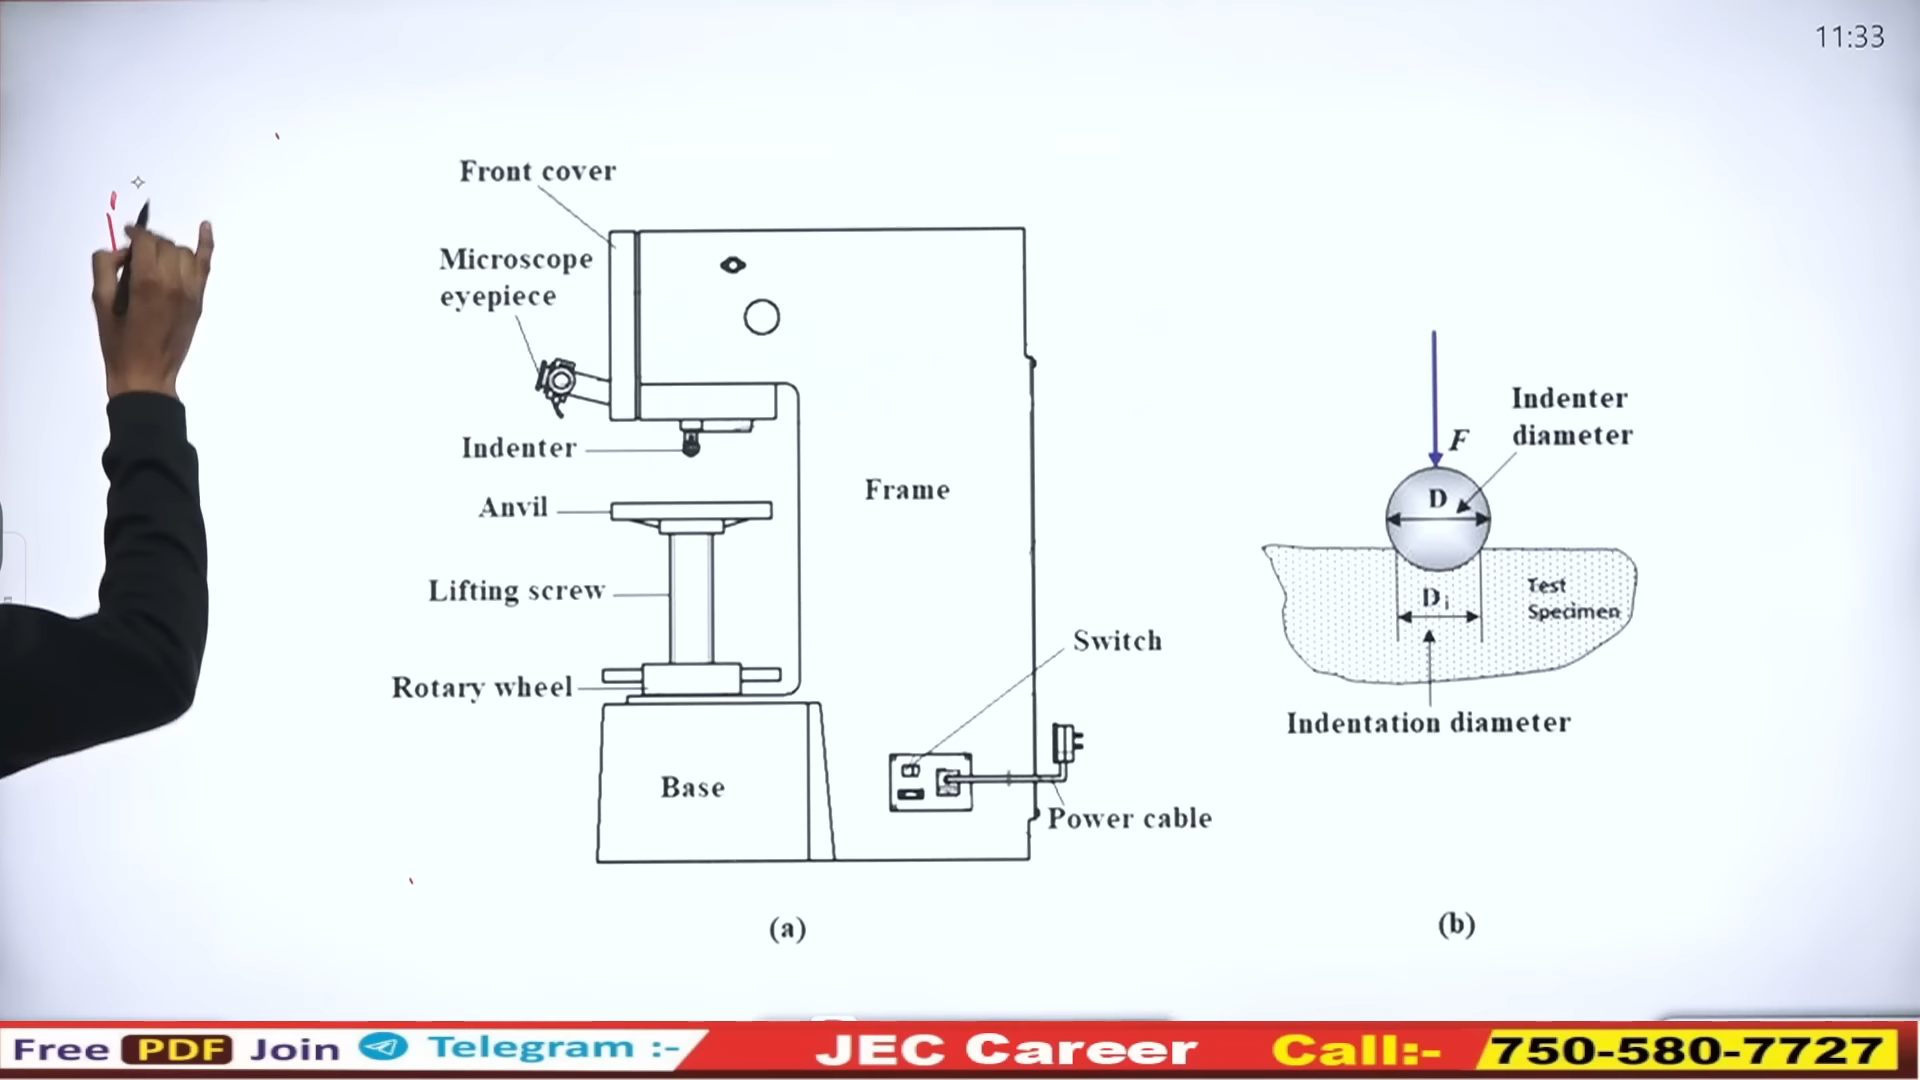 11:33
Front cover
Microscope
eyepiece
Indenter
Anvil
Frame
Lifting screw
Switch
Rotary wheel
Base
Power cable
(a)
F
Indenter
diameter
D
Di
Test
Specimen
Indentation diameter
(b)
Free PDF Join Telegram :- JEC Career Call:- 750-580-7727